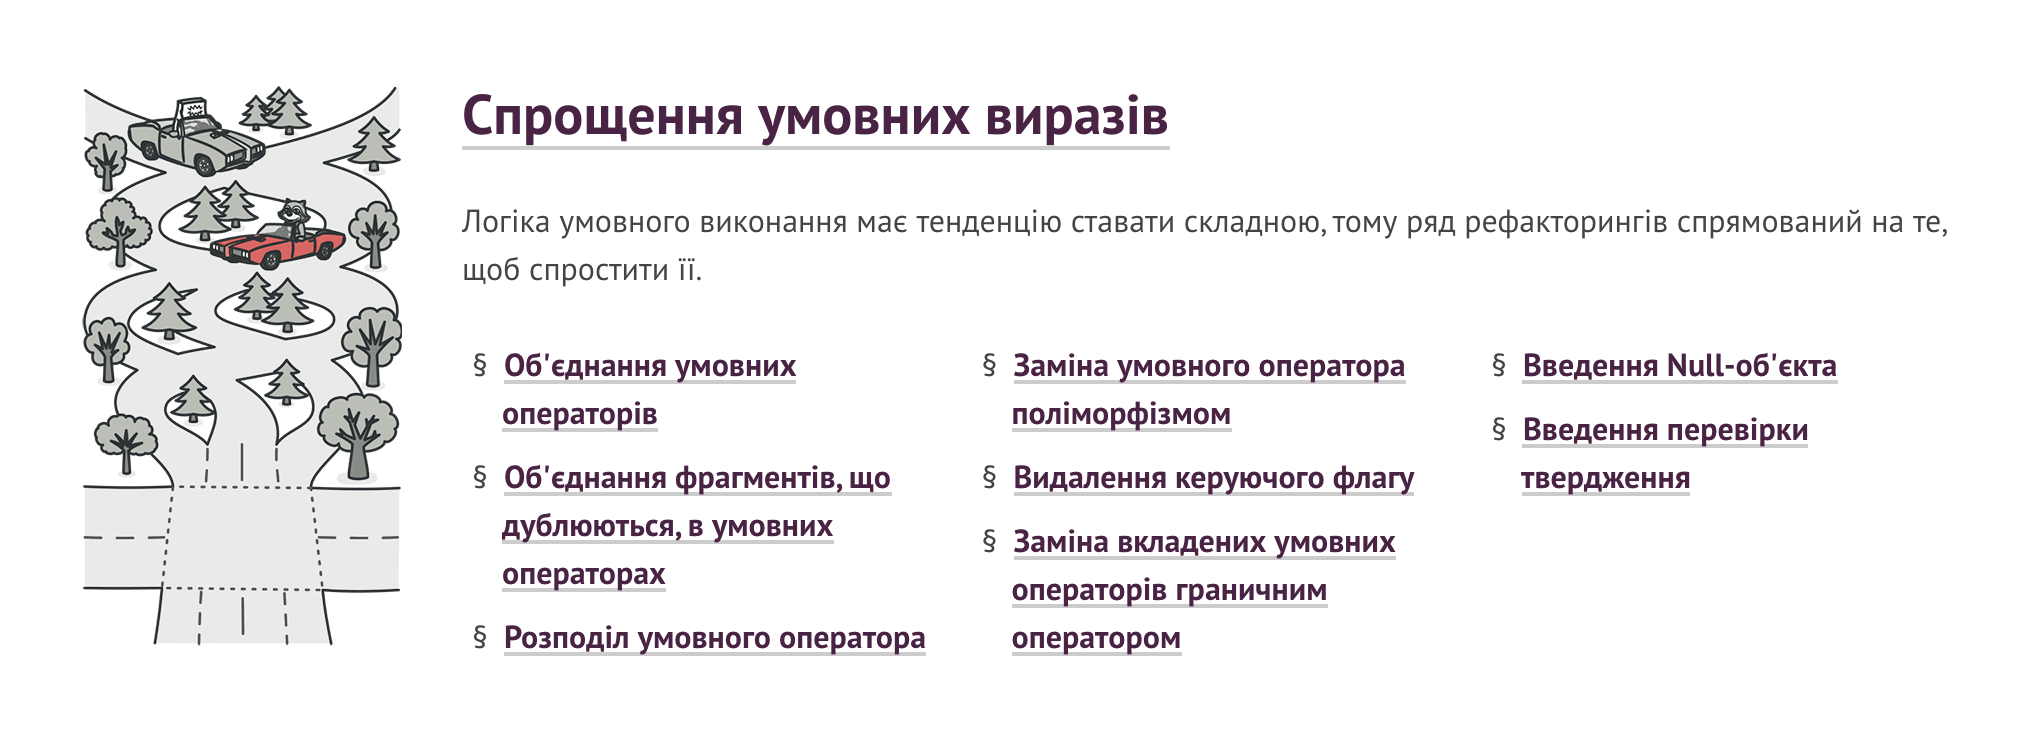 Спрощення умовних виразів
Логіка умовного виконання має тенденцію ставати складною, тому ряд рефакторингів спрямований на те,
щоб спростити її.
§ Об'єднання умовних
операторів
§ Об'єднання фрагментів, що
дублюються, в умовних
операторах
§ Розподіл умовного оператора
§ Заміна умовного оператора
поліморфізмом
§ Видалення керуючого флагу
§ Заміна вкладених умовних
операторів граничним
оператором
§ Введення Null-об'єкта
§ Введення перевірки
твердження